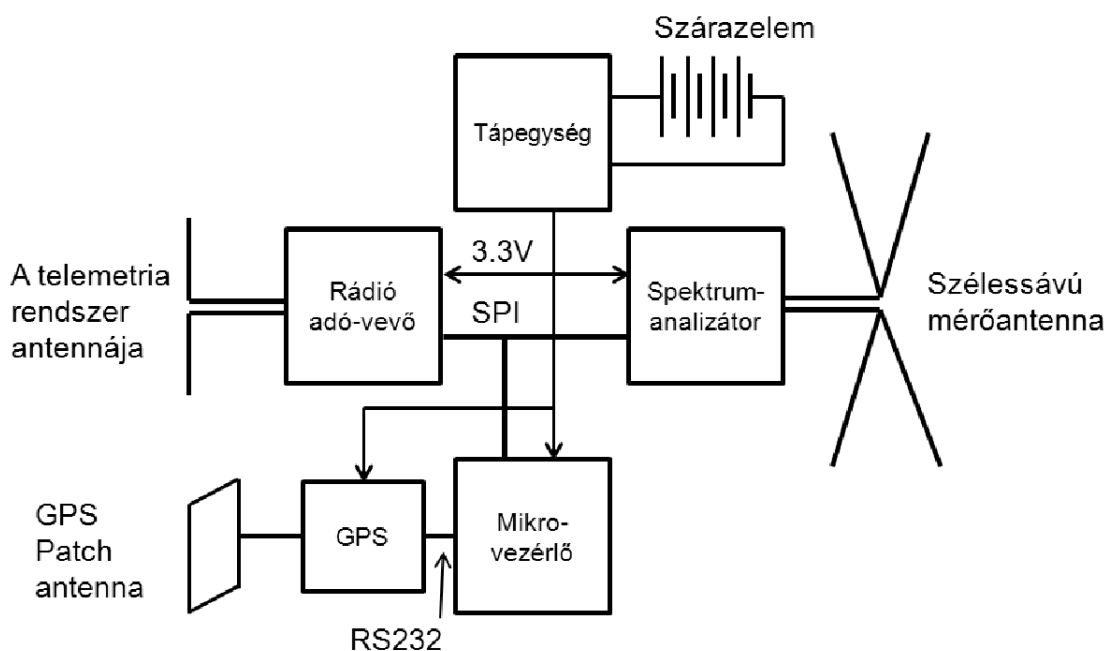 Szárazelem
Tápegység
A telemetria
rendszer
antennája
Rádió
adó-vevő
3.3V
SPI
Spektrum-
analizátor
Szélessávú
mérőantenna
GPS
Patch
antenna
GPS
Mikro-
vezérlő
RS232